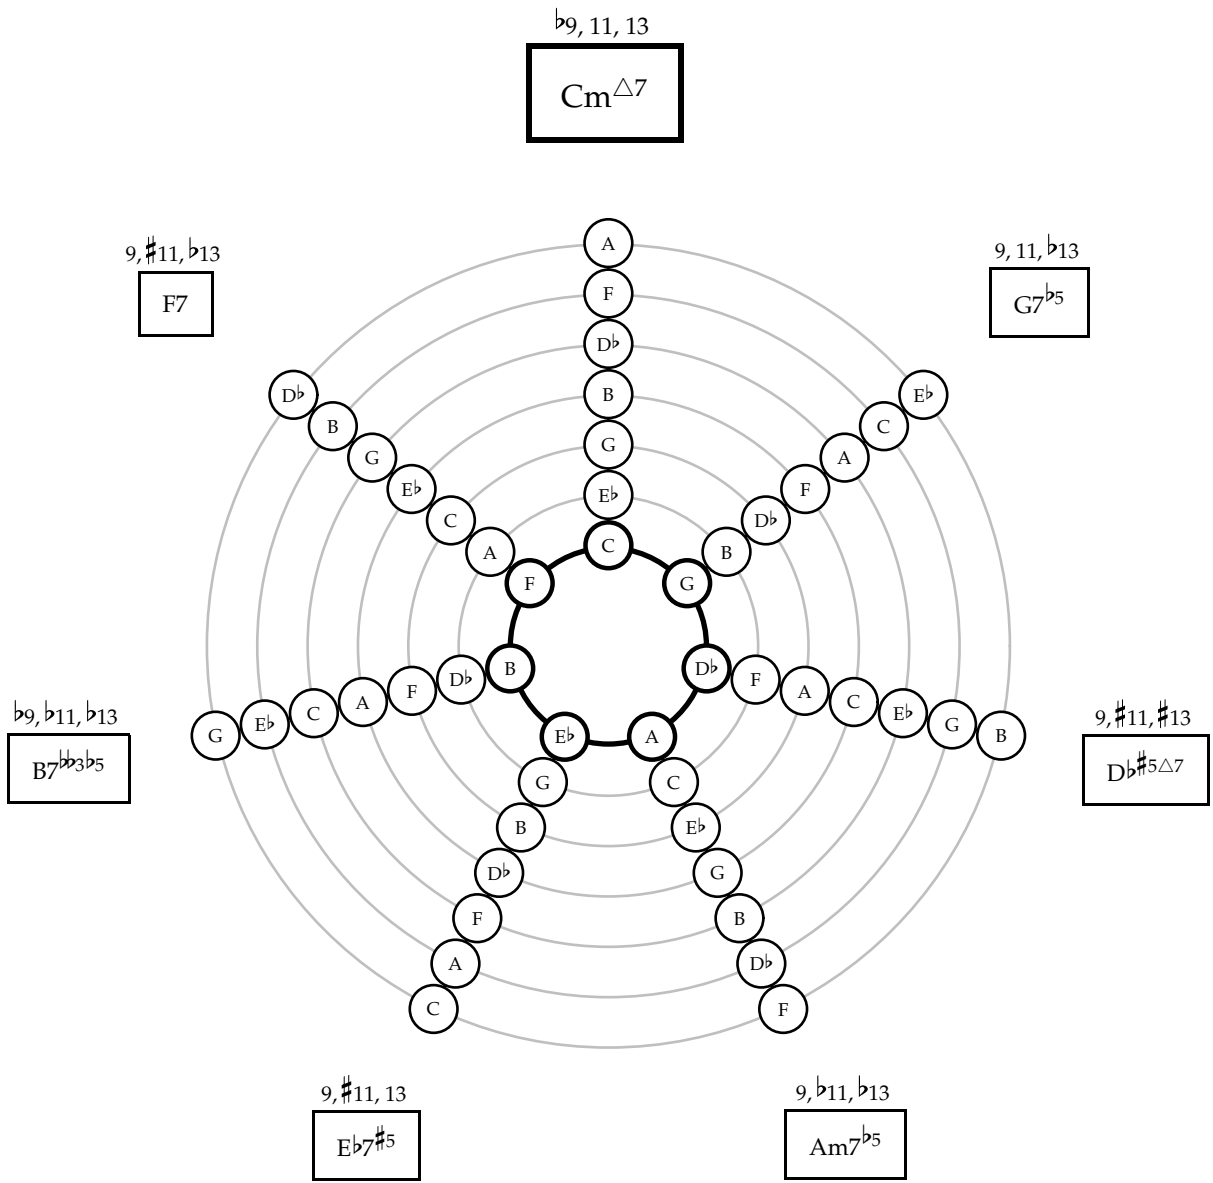 ♭9, 11, 13
Cm△7
9, ♯11, ♭13
F7
9, 11, ♭13
G7♭5
A
F
D♭
B
G
E♭
C
D♭
B
G
E♭
C
A
F
E♭
C
A
F
D♭
B
G
B
D♭
F
A
C
E♭
G
D♭
F
A
C
E♭
G
B
♭9, ♭11, ♭13
B7♭♭3♭5
9, ♯11, ♯13
D♭♯5△7
E♭
G
B
D♭
F
A
C
A
C
E♭
G
B
D♭
F
9, ♯11, 13
E♭7♯5
9, ♭11, ♭13
Am7♭5